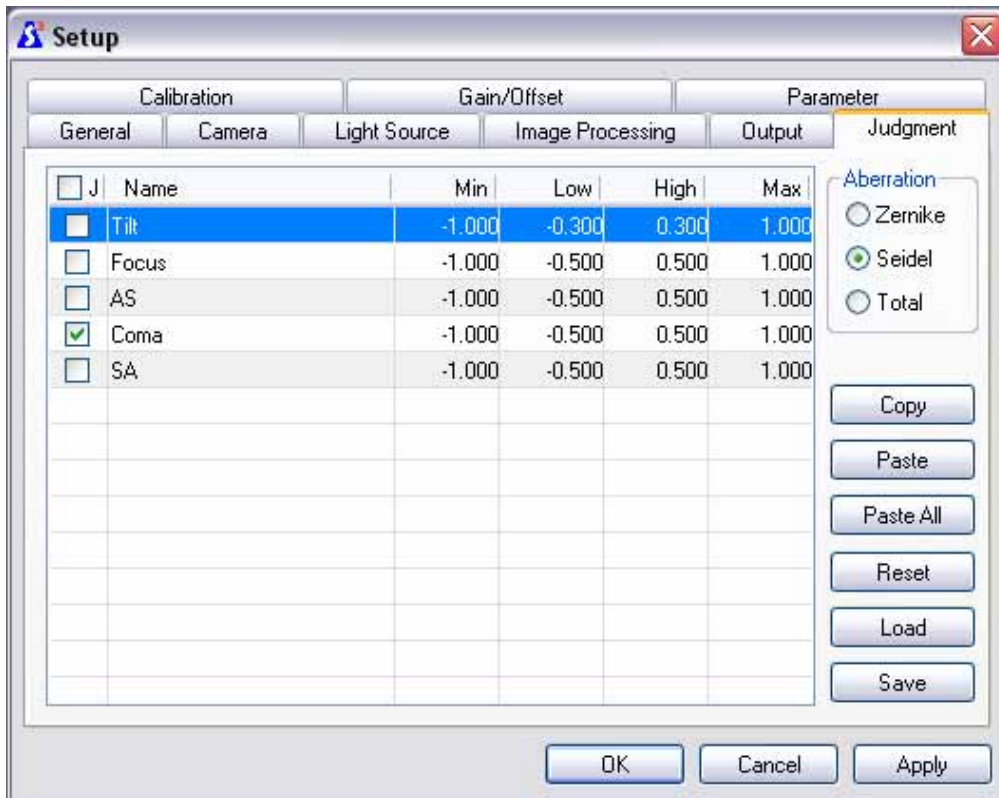 Setup
Calibration Gain/Offset Parameter
General Camera Light Source Image Processing Output Judgment
J Name Min Low High Max
Tilt -1.000 -0.300 0.300 1.000
Focus -1.000 -0.500 0.500 1.000
AS -1.000 -0.500 0.500 1.000
Coma -1.000 -0.500 0.500 1.000
SA -1.000 -0.500 0.500 1.000
Aberration
Zernike
Seidel
Total
Copy
Paste
Paste All
Reset
Load
Save
OK Cancel Apply